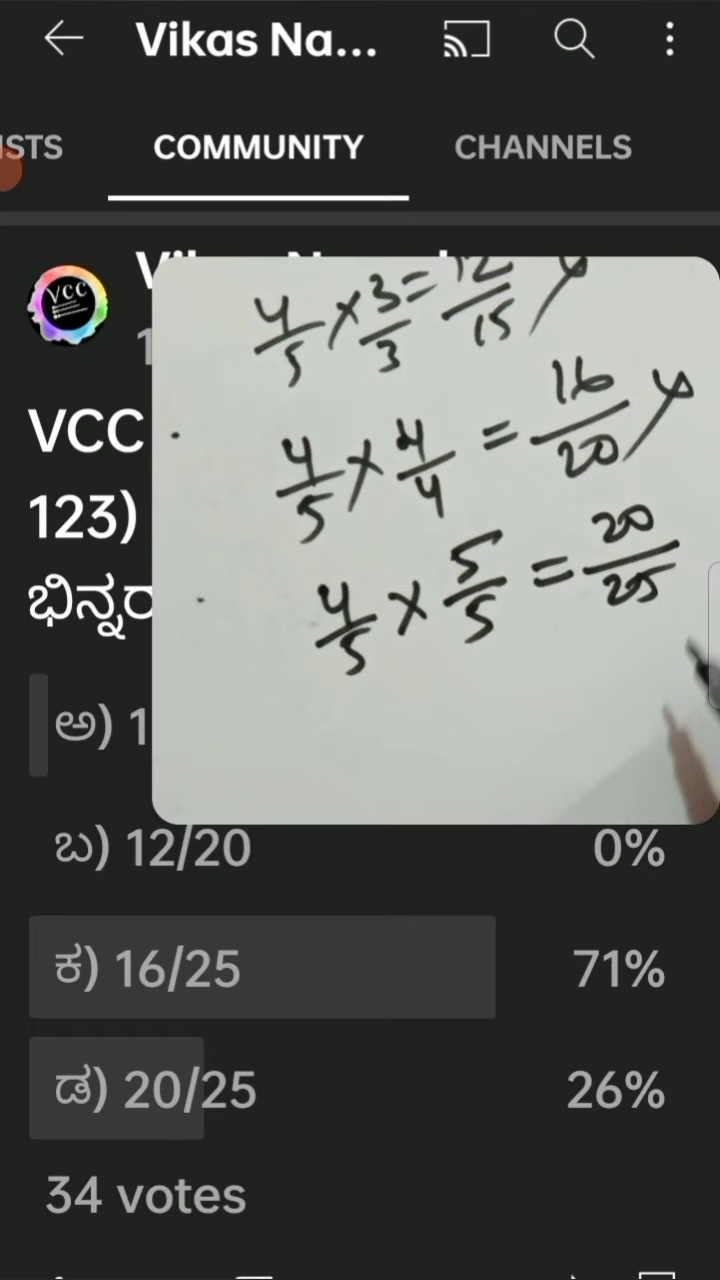 Vikas Na...
COMMUNITY
CHANNELS
VCC
4/5 × 3/3 = 12/15
VCC
4/5 × 4/4 = 16/20
123)
4/5 × 5/5 = 20/25
ಅ) 1
ಬ) 12/20 0%
ಕ) 16/25 71%
ಡ) 20/25 26%
34 votes